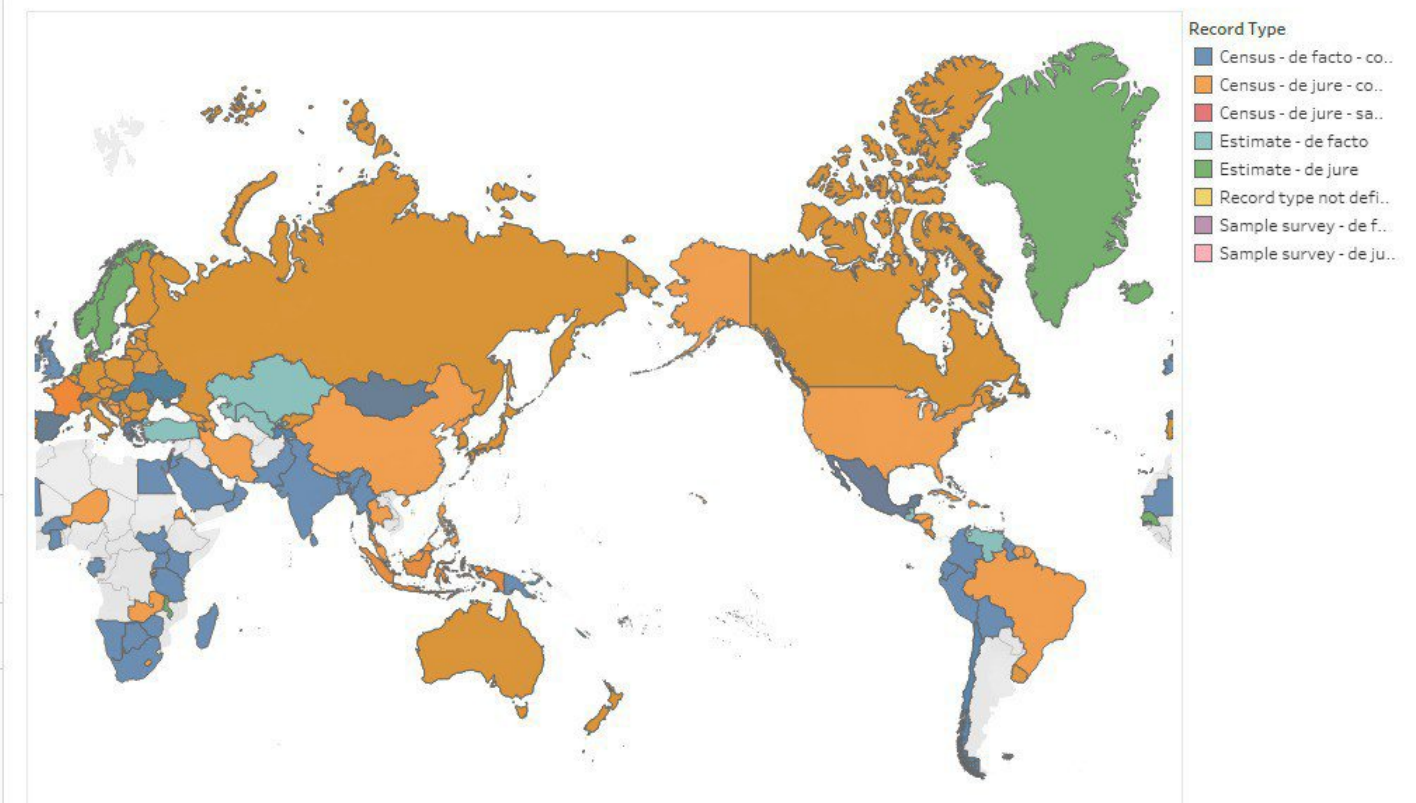 Record Type
Census - de facto - co..
Census - de jure - co..
Census - de jure - sa..
Estimate - de facto
Estimate - de jure
Record type not defi..
Sample survey - de f..
Sample survey - de ju..